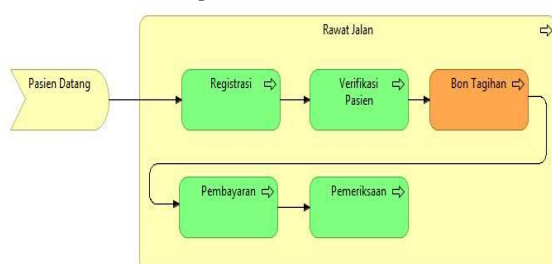 Rawat Jalan
Pasien Datang
Registrasi
Verifikasi
Pasien
Bon Tagihan
Pembayaran
Pemeriksaan